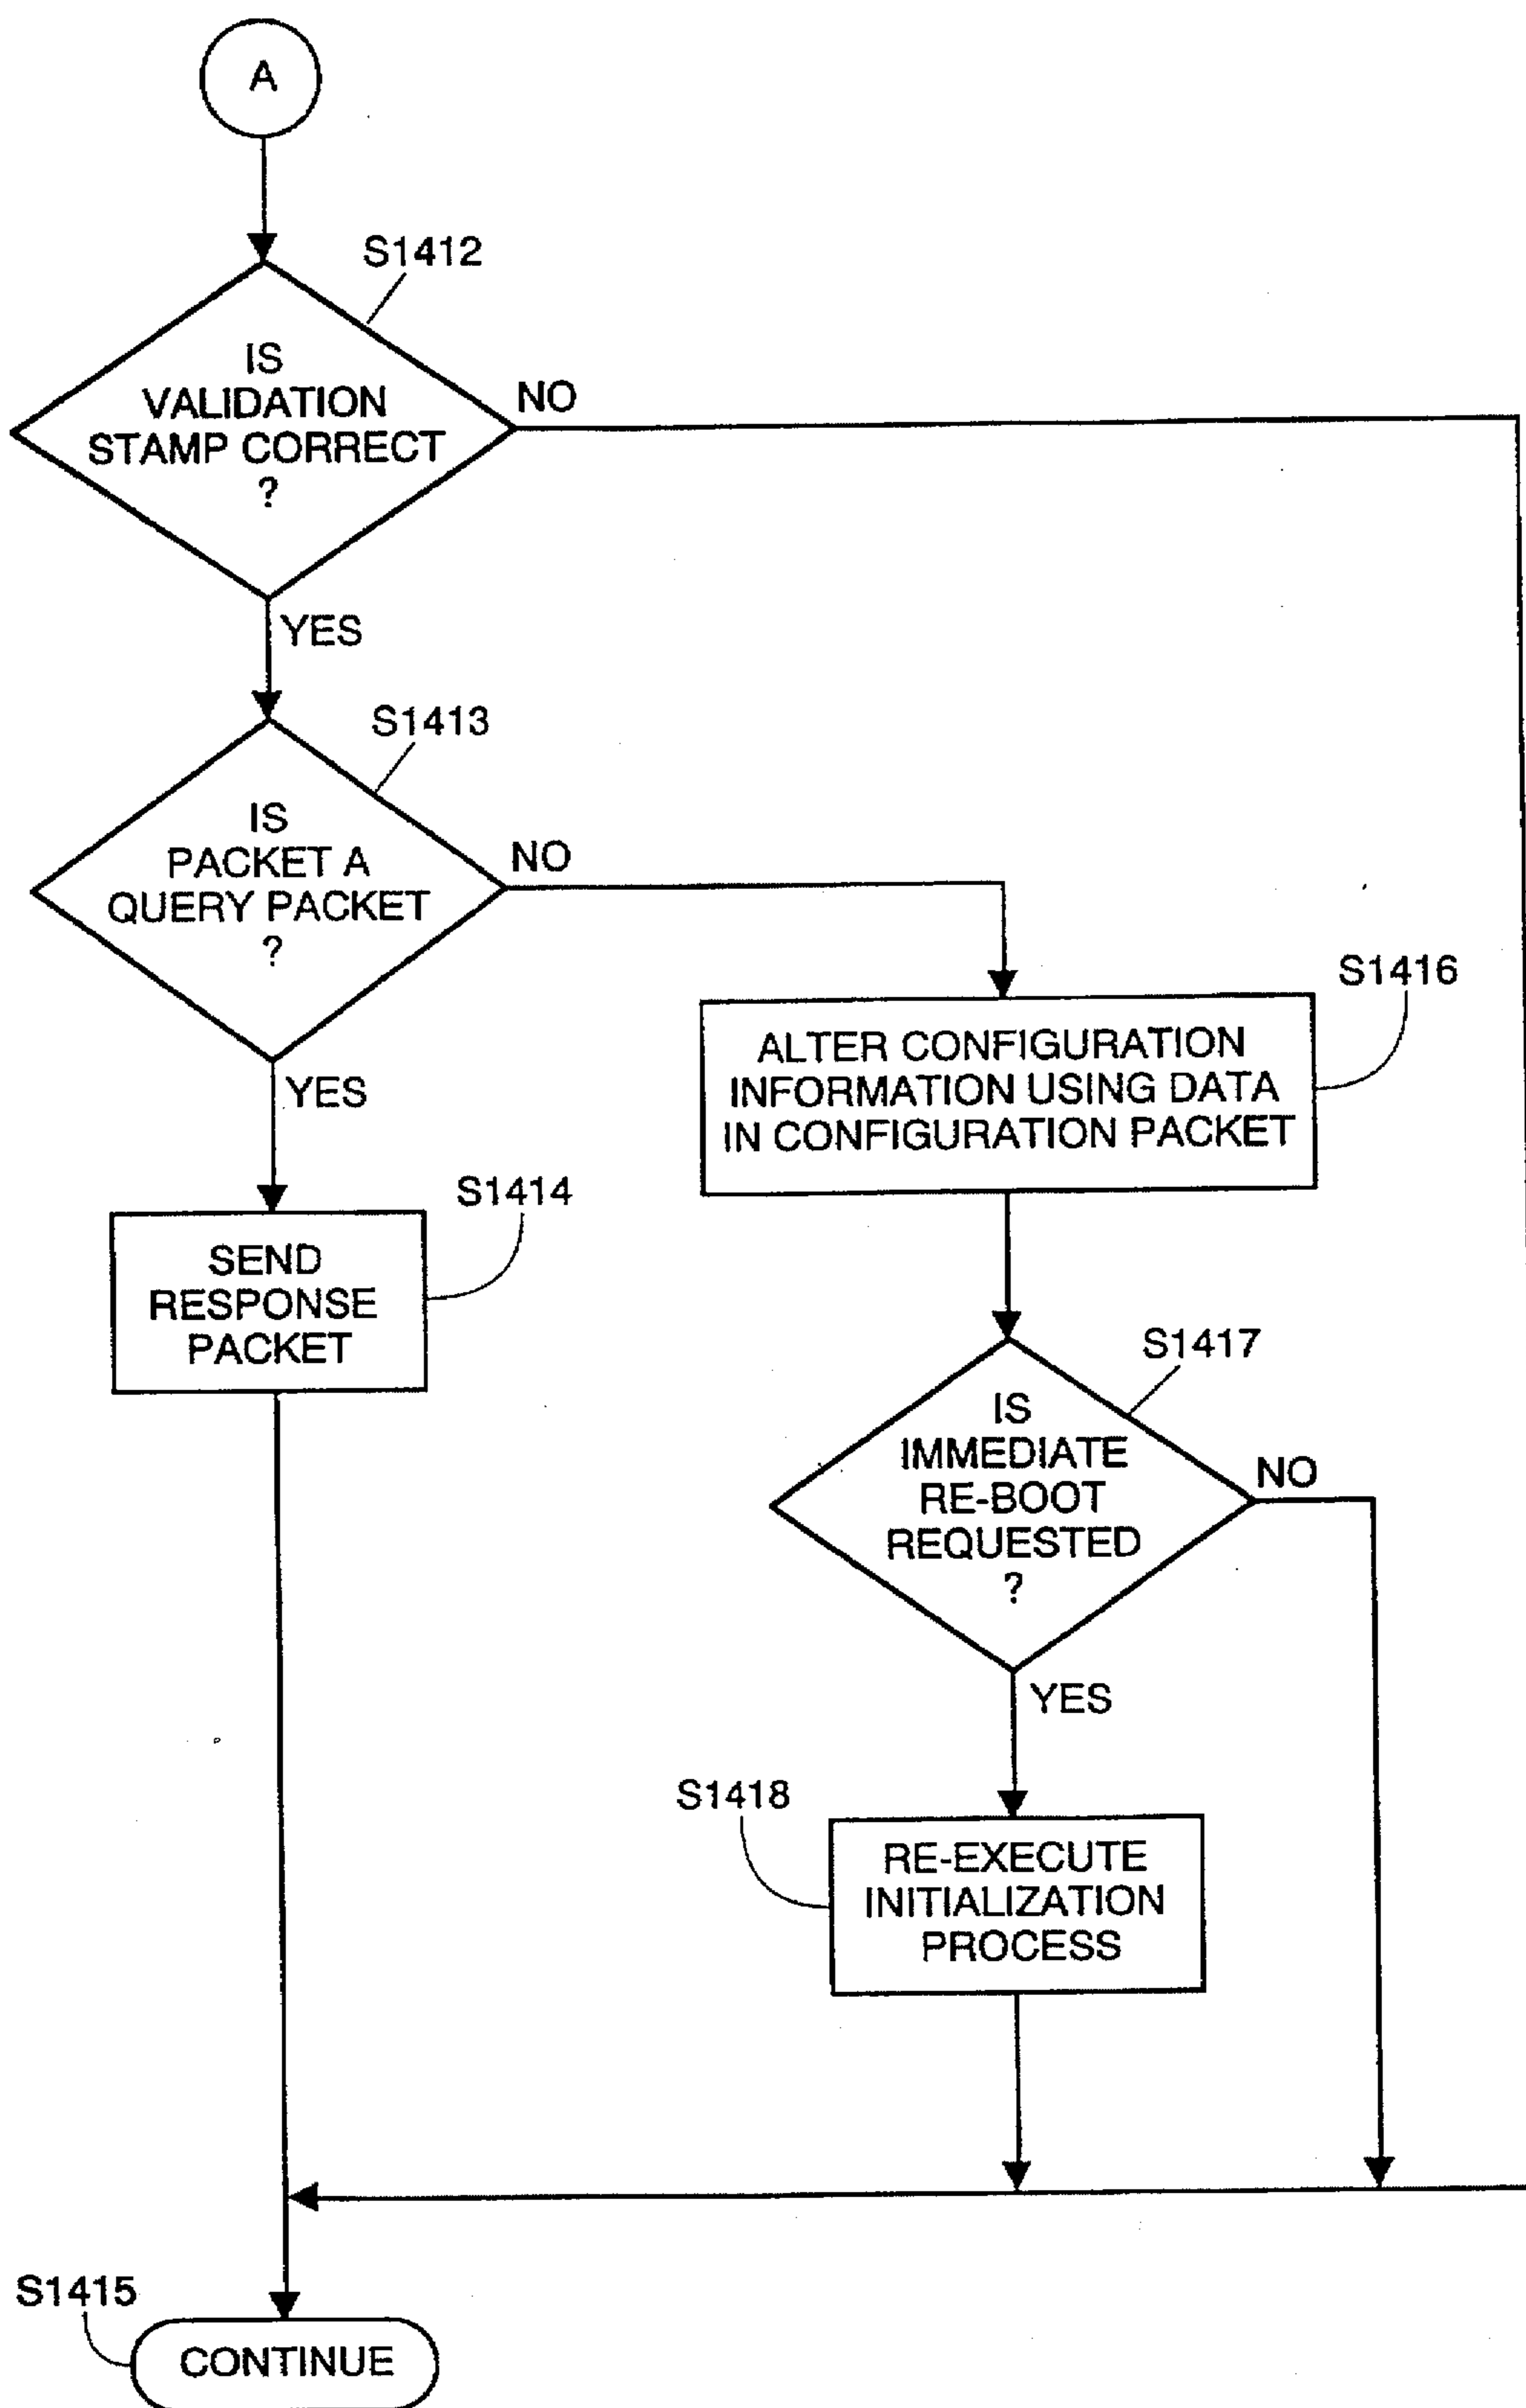 A
S1412
IS
VALIDATION
STAMP CORRECT
?
NO
YES
S1413
IS
PACKET A
QUERY PACKET
?
NO
YES
S1416
ALTER CONFIGURATION
INFORMATION USING DATA
IN CONFIGURATION PACKET
S1414
SEND
RESPONSE
PACKET
S1417
IS
IMMEDIATE
RE-BOOT
REQUESTED
?
NO
YES
S1418
RE-EXECUTE
INITIALIZATION
PROCESS
S1415
CONTINUE